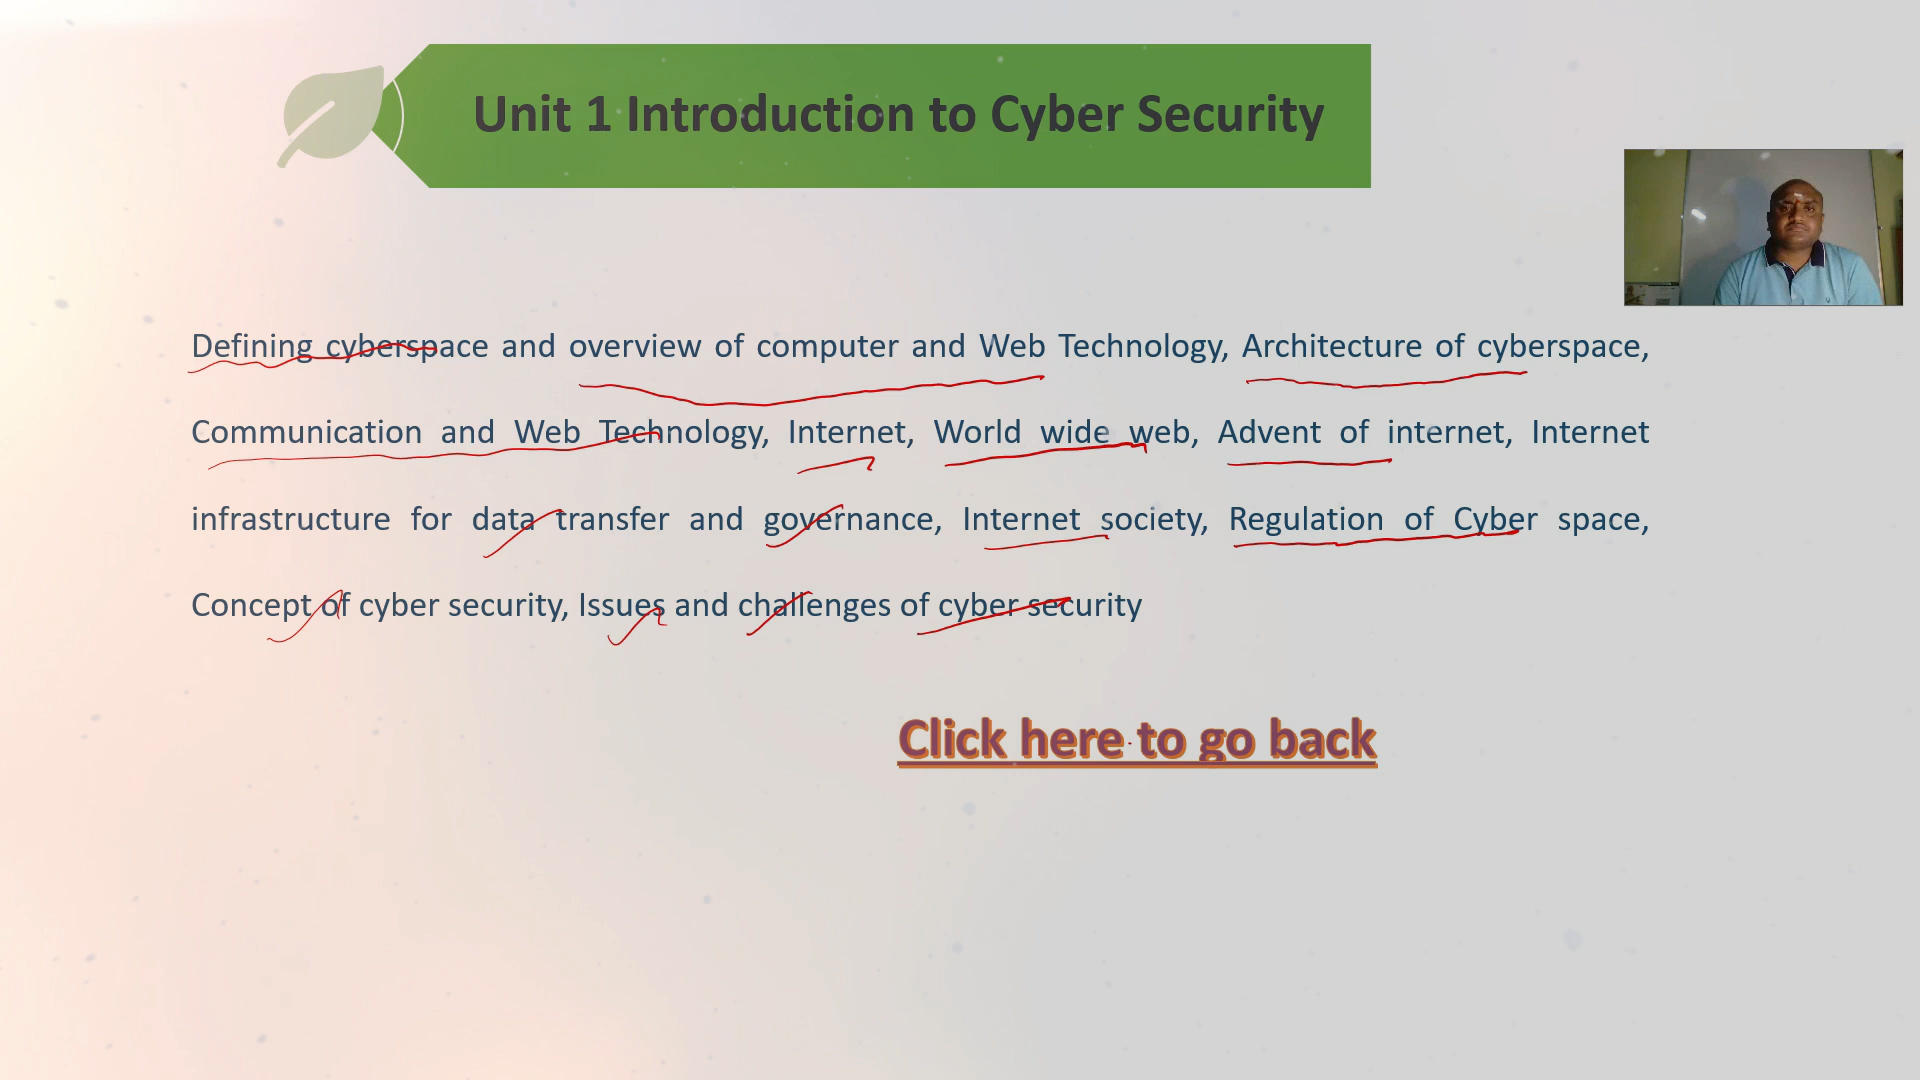 Unit 1 Introduction to Cyber Security
Defining cyberspace and overview of computer and Web Technology, Architecture of cyberspace,
Communication and Web Technology, Internet, World wide web, Advent of internet, Internet
infrastructure for data transfer and governance, Internet society, Regulation of Cyber space,
Concept of cyber security, Issues and challenges of cyber security
Click here to go back